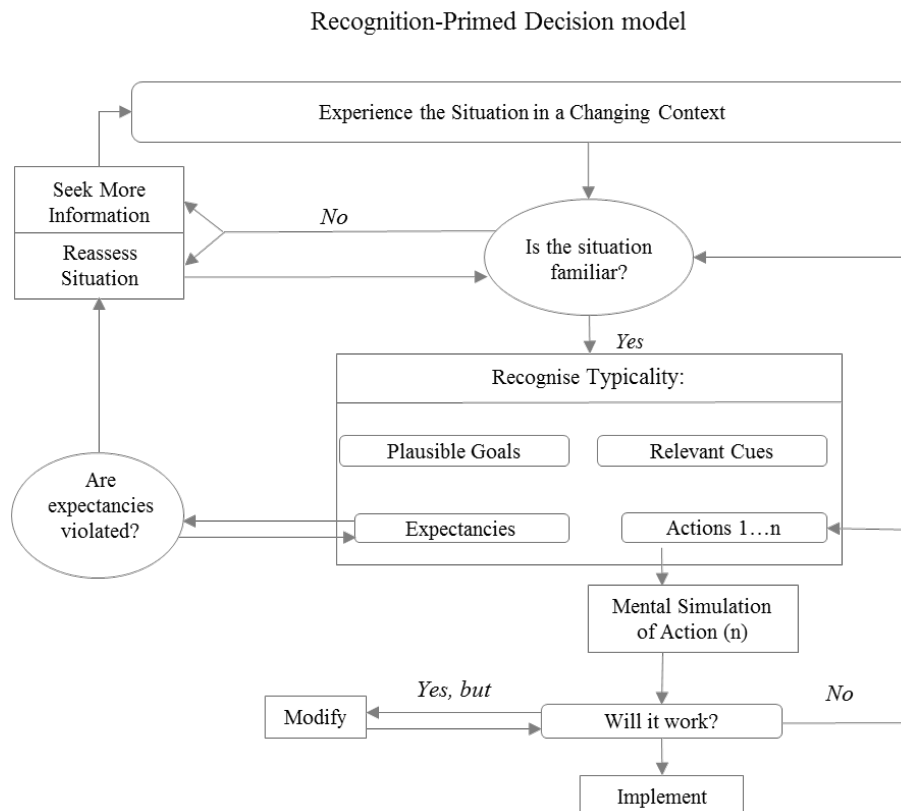 Recognition-Primed Decision model
Experience the Situation in a Changing Context
Seek More
Information
No
Reassess
Situation
Is the situation
familiar?
Yes
Recognise Typicality:
Plausible Goals
Relevant Cues
Are
expectancies
violated?
Expectancies
Actions 1…n
Mental Simulation
of Action (n)
Yes, but
No
Modify
Will it work?
Implement